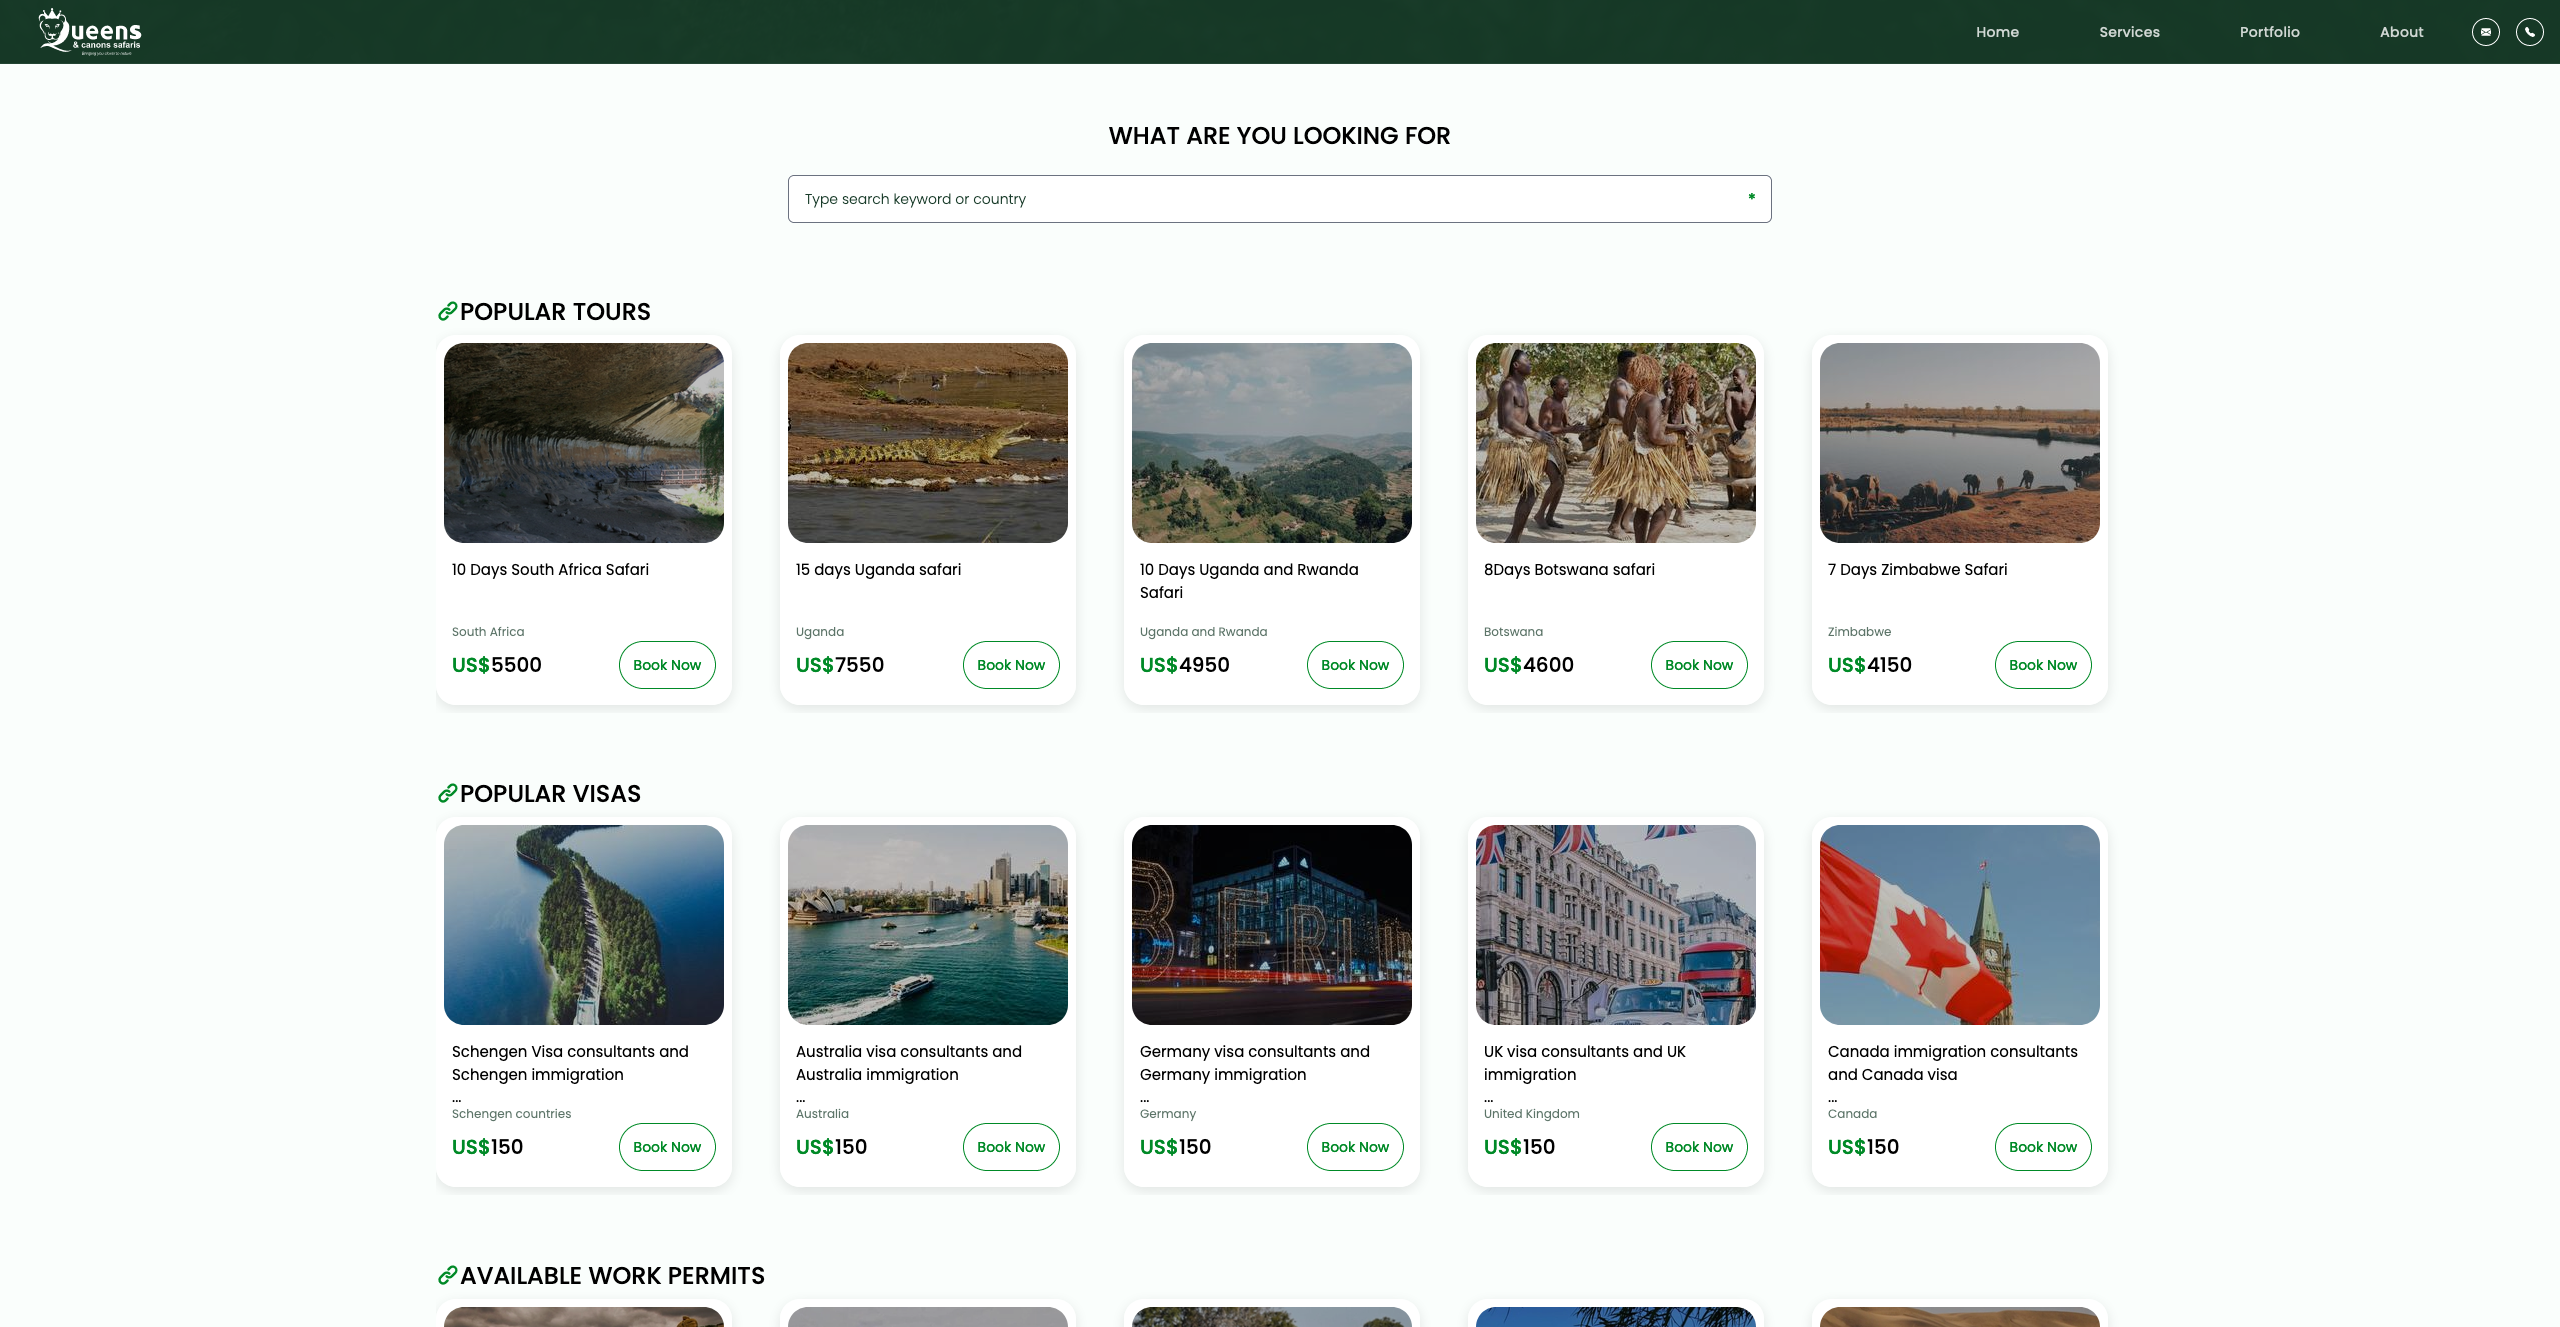 Queens
& canons safaris
Bringing you closer to nature
Home
Services
Portfolio
About
WHAT ARE YOU LOOKING FOR
Type search keyword or country *
POPULAR TOURS
10 Days South Africa Safari
South Africa
US$5500
Book Now
15 days Uganda safari
Uganda
US$7550
Book Now
10 Days Uganda and Rwanda
Safari
Uganda and Rwanda
US$4950
Book Now
8Days Botswana safari
Botswana
US$4600
Book Now
7 Days Zimbabwe Safari
Zimbabwe
US$4150
Book Now
POPULAR VISAS
BERLIN
Schengen Visa consultants and
Schengen immigration
...
Schengen countries
US$150
Book Now
Australia visa consultants and
Australia immigration
...
Australia
US$150
Book Now
Germany visa consultants and
Germany immigration
...
Germany
US$150
Book Now
UK visa consultants and UK
immigration
...
United Kingdom
US$150
Book Now
Canada immigration consultants
and Canada visa
...
Canada
US$150
Book Now
AVAILABLE WORK PERMITS